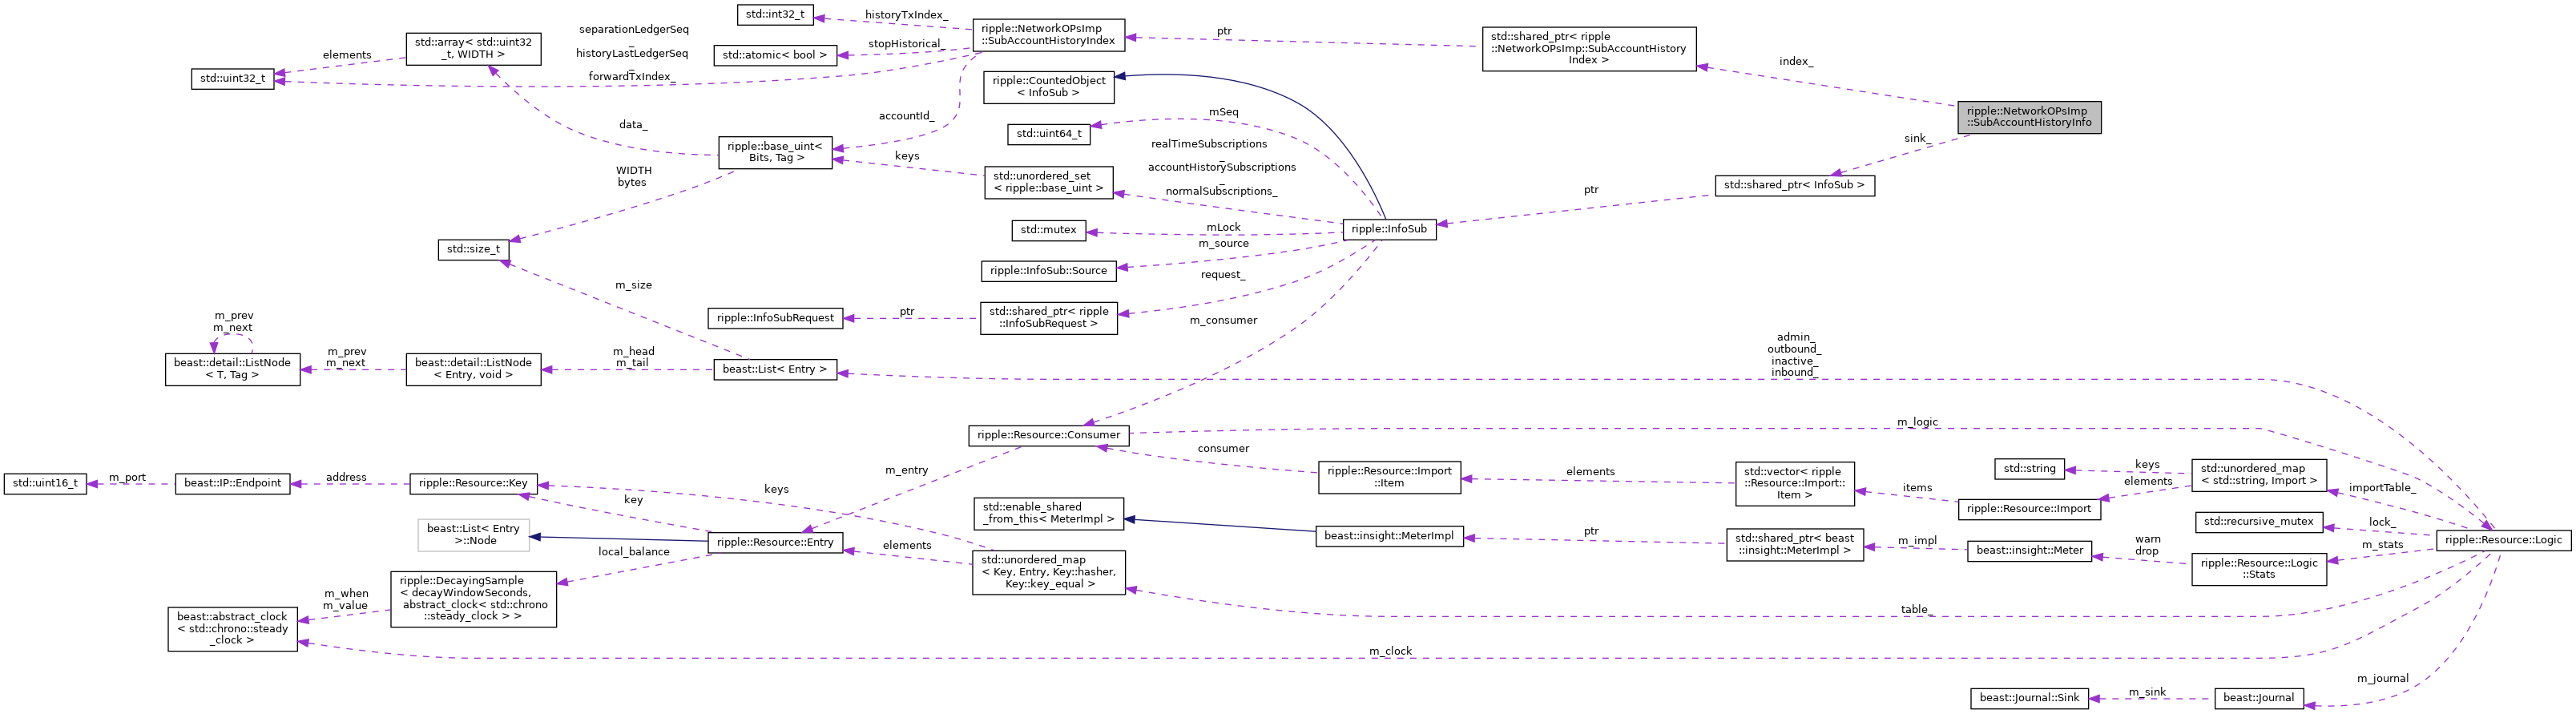 std::int32_t
historyTxIndex_
ripple::NetworkOPsImp
::SubAccountHistoryIndex
ptr
std::shared_ptr< ripple
::NetworkOPsImp::SubAccountHistory
Index >
index_
ripple::NetworkOPsImp
::SubAccountHistoryInfo
sink_
std::shared_ptr< InfoSub >
ptr
ripple::InfoSub
separationLedgerSeq
_
historyLastLedgerSeq
_
forwardTxIndex_
stopHistorical_
std::atomic< bool >
elements
std::array< std::uint32
_t, WIDTH >
std::uint32_t
data_
accountId_
ripple::base_uint<
Bits, Tag >
WIDTH
bytes
std::size_t
ripple::CountedObject
< InfoSub >
mSeq
std::uint64_t
realTimeSubscriptions
_
accountHistorySubscriptions
_
normalSubscriptions_
keys
std::unordered_set
< ripple::base_uint >
mLock
std::mutex
m_source
ripple::InfoSub::Source
request_
std::shared_ptr< ripple
::InfoSubRequest >
ptr
ripple::InfoSubRequest
m_consumer
m_size
m_prev
m_next
beast::detail::ListNode
< T, Tag >
m_prev
m_next
beast::detail::ListNode
< Entry, void >
m_head
m_tail
beast::List< Entry >
admin_
outbound_
inactive_
inbound_
ripple::Resource::Consumer
m_logic
consumer
ripple::Resource::Import
::Item
elements
std::vector< ripple
::Resource::Import::
Item >
items
ripple::Resource::Import
std::string
keys
elements
std::unordered_map
< std::string, Import >
importTable_
std::recursive_mutex
lock_
m_stats
ripple::Resource::Logic
ripple::Resource::Logic
::Stats
warn
drop
beast::insight::Meter
m_impl
std::shared_ptr< beast
::insight::MeterImpl >
ptr
beast::insight::MeterImpl
std::enable_shared
_from_this< MeterImpl >
m_entry
std::uint16_t
m_port
beast::IP::Endpoint
address
ripple::Resource::Key
key
keys
beast::List< Entry
>::Node
ripple::Resource::Entry
elements
std::unordered_map
< Key, Entry, Key::hasher,
Key::key_equal >
local_balance
ripple::DecayingSample
< decayWindowSeconds,
abstract_clock< std::chrono
::steady_clock > >
m_when
m_value
beast::abstract_clock
< std::chrono::steady
_clock >
table_
m_clock
m_journal
beast::Journal
m_sink
beast::Journal::Sink